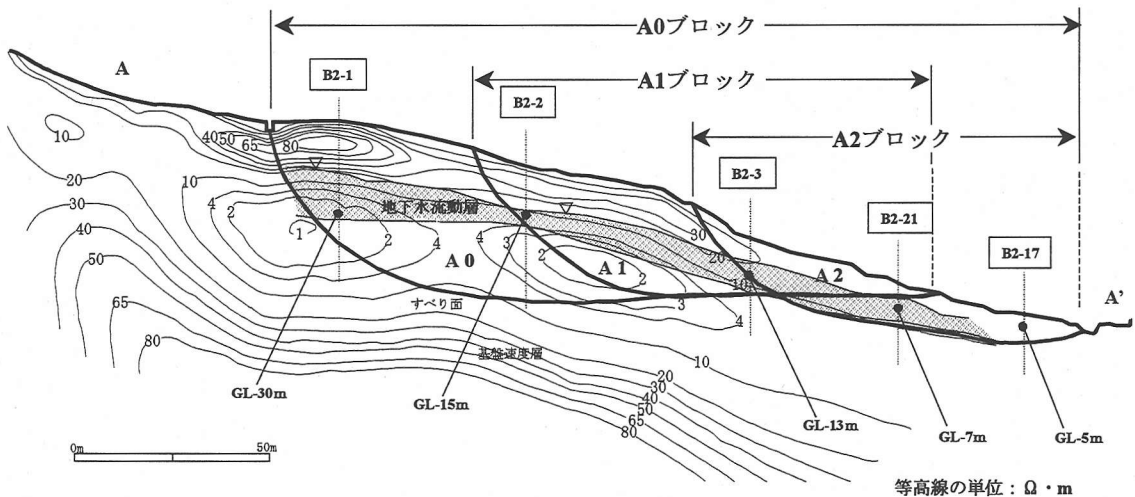 A0ブロック
A
B2-1
A1ブロック
B2-2
A2ブロック
10
40 50 65 80
B2-3
20
10
4
2
地下水流動層
B2-21
30
30
20
B2-17
40
1
2
4
A0
4
3
A1
2
2
10
A2
A'
50
すべり面
3
4
65
基盤速度層
10
80
GL-30m
GL-15m
20
30
40
50
65
80
GL-13m
GL-7m
GL-5m
0m 50m
等高線の単位：Ω・m